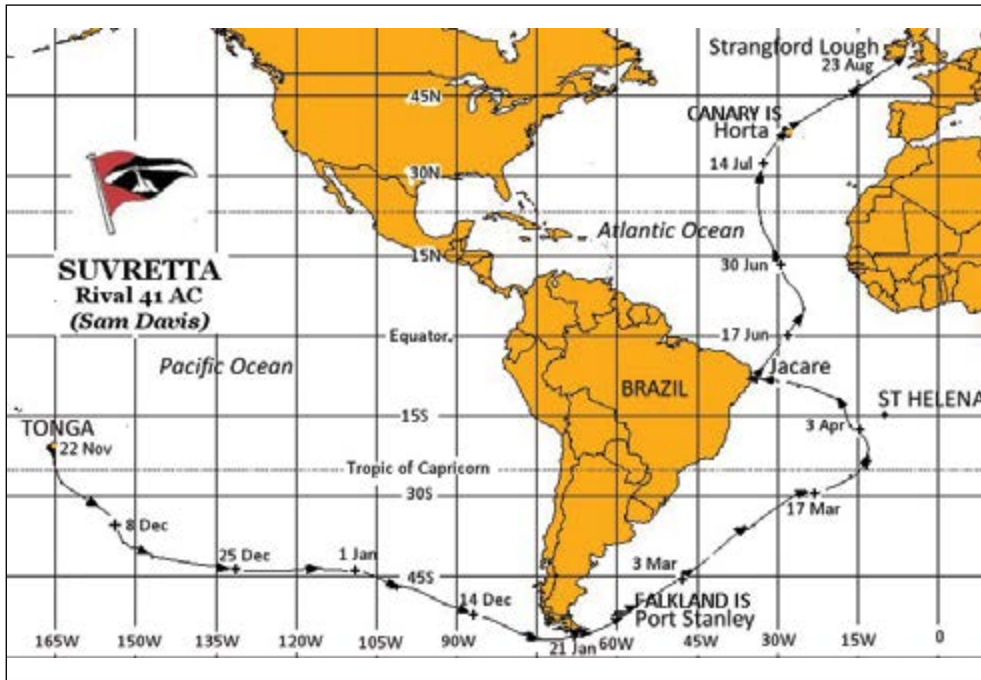 Strangford Lough
23 Aug
45N
CANARY IS
Horta
14 Jul
30N
Atlantic Ocean
15N
30 Jun
SUVRETTA
Rival 41 AC
(Sam Davis)
Equator.
17 Jun
Pacific Ocean
Jacare
BRAZIL
ST HELENA
15S
3 Apr
TONGA
22 Nov
Tropic of Capricorn
30S
17 Mar
8 Dec
25 Dec
1 Jan
3 Mar
45S
14 Dec
FALKLAND IS
Port Stanley
21 Jan
165W 150W 135W 120W 105W 90W 60W 45W 30W 15W 0